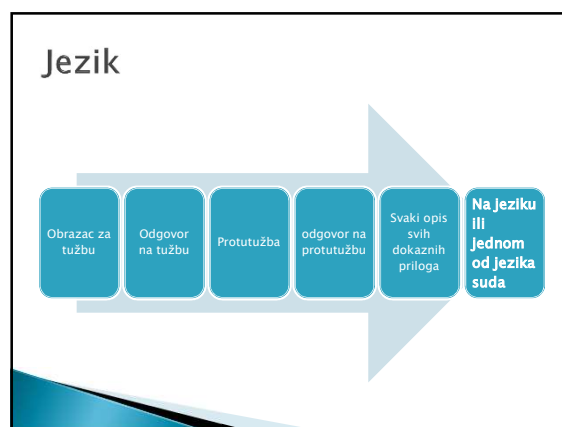 Jezik
Obrazac za
tužbu
Odgovor
na tužbu
Protutužba
odgovor na
protutužbu
Svaki opis
svih
dokaznih
priloga
Na jeziku
ili
jednom
od jezika
suda